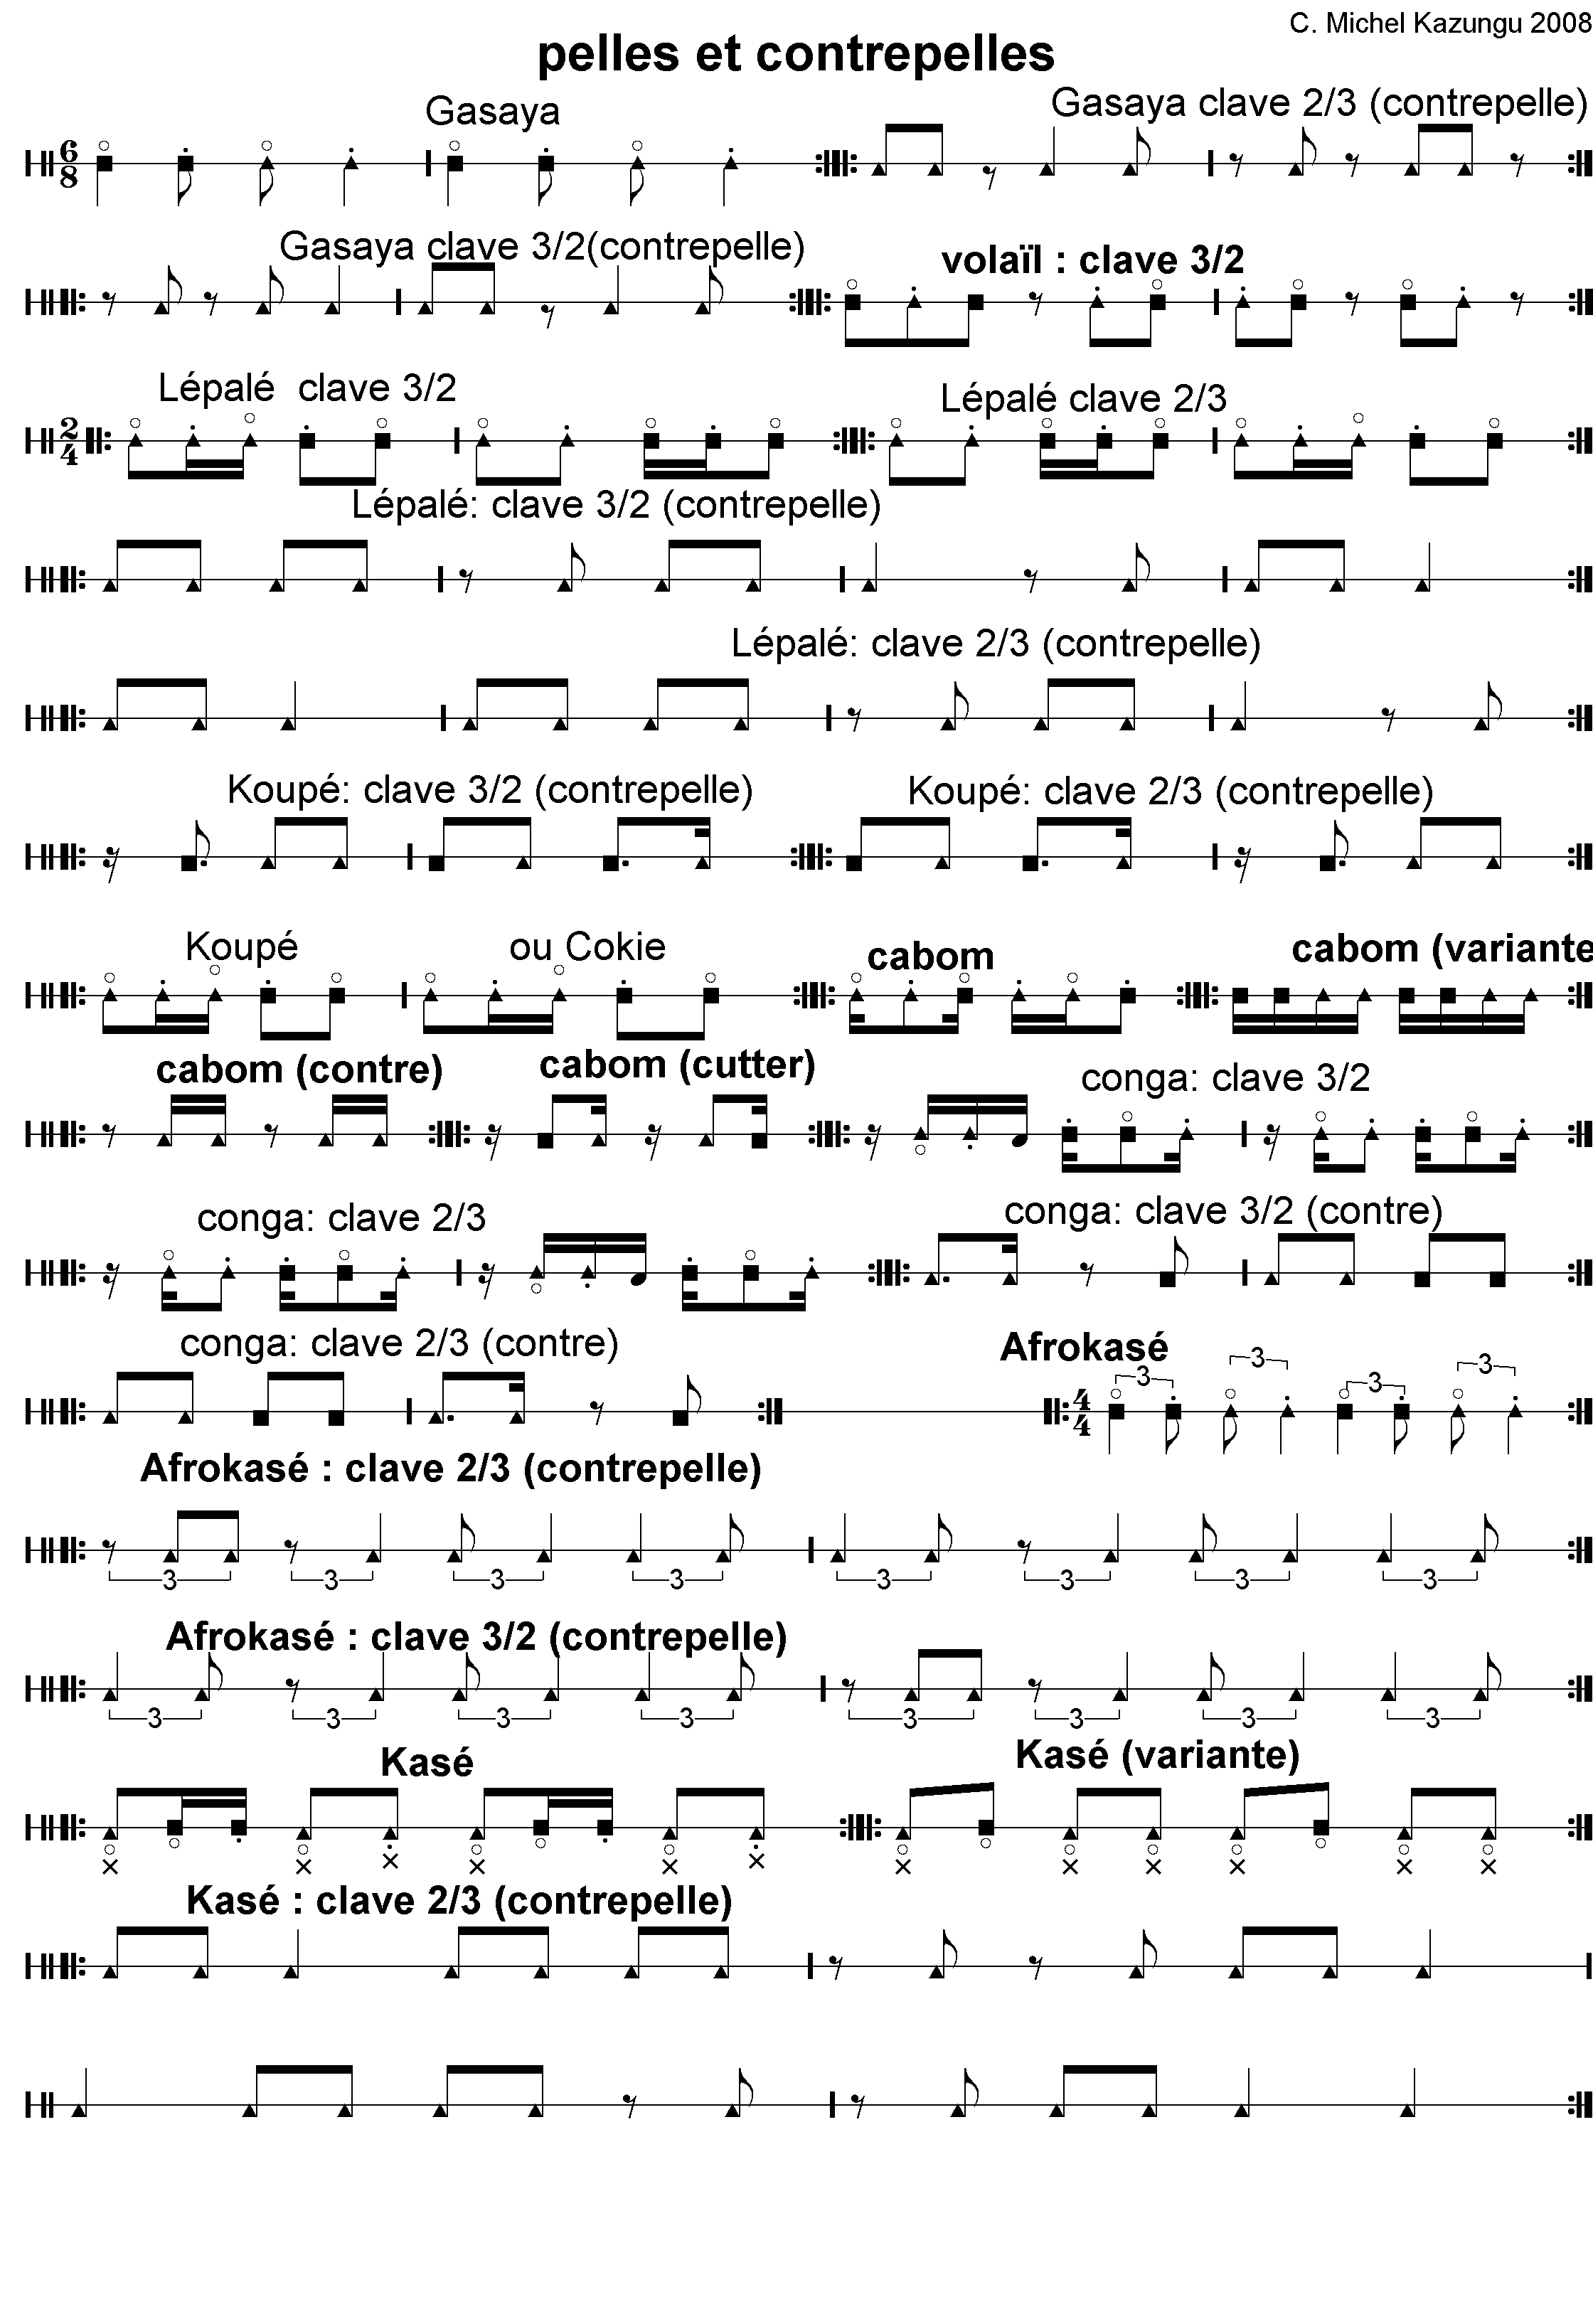 C. Michel Kazungu 2008
pelles et contrepelles
Gasaya
Gasaya clave 2/3 (contrepelle)
6
8
Gasaya clave 3/2(contrepelle)
volaïl : clave 3/2
Lépalé  clave 3/2
Lépalé clave 2/3
2
4
Lépalé: clave 3/2 (contrepelle)
Lépalé: clave 2/3 (contrepelle)
Koupé: clave 3/2 (contrepelle)
Koupé: clave 2/3 (contrepelle)
Koupé
ou Cokie
cabom
cabom (variante
cabom (contre)
cabom (cutter)
conga: clave 3/2
conga: clave 2/3
conga: clave 3/2 (contre)
conga: clave 2/3 (contre)
Afrokasé
3 3 3 3
4
4
Afrokasé : clave 2/3 (contrepelle)
3 3 3 3 3 3 3 3
Afrokasé : clave 3/2 (contrepelle)
3 3 3 3 3 3 3 3
Kasé
Kasé (variante)
Kasé : clave 2/3 (contrepelle)